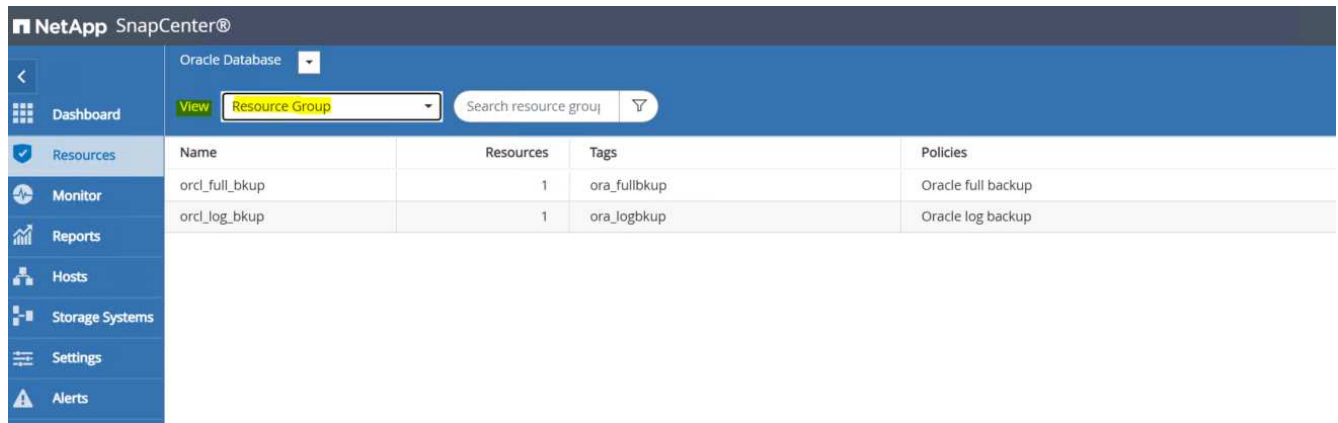 NetApp SnapCenter®
Oracle Database
View Resource Group Search resource grou
Dashboard
Resources
Monitor
Reports
Hosts
Storage Systems
Settings
Alerts
Name Resources Tags Policies
orcl_full_bkup 1 ora_fullbkup Oracle full backup
orcl_log_bkup 1 ora_logbkup Oracle log backup